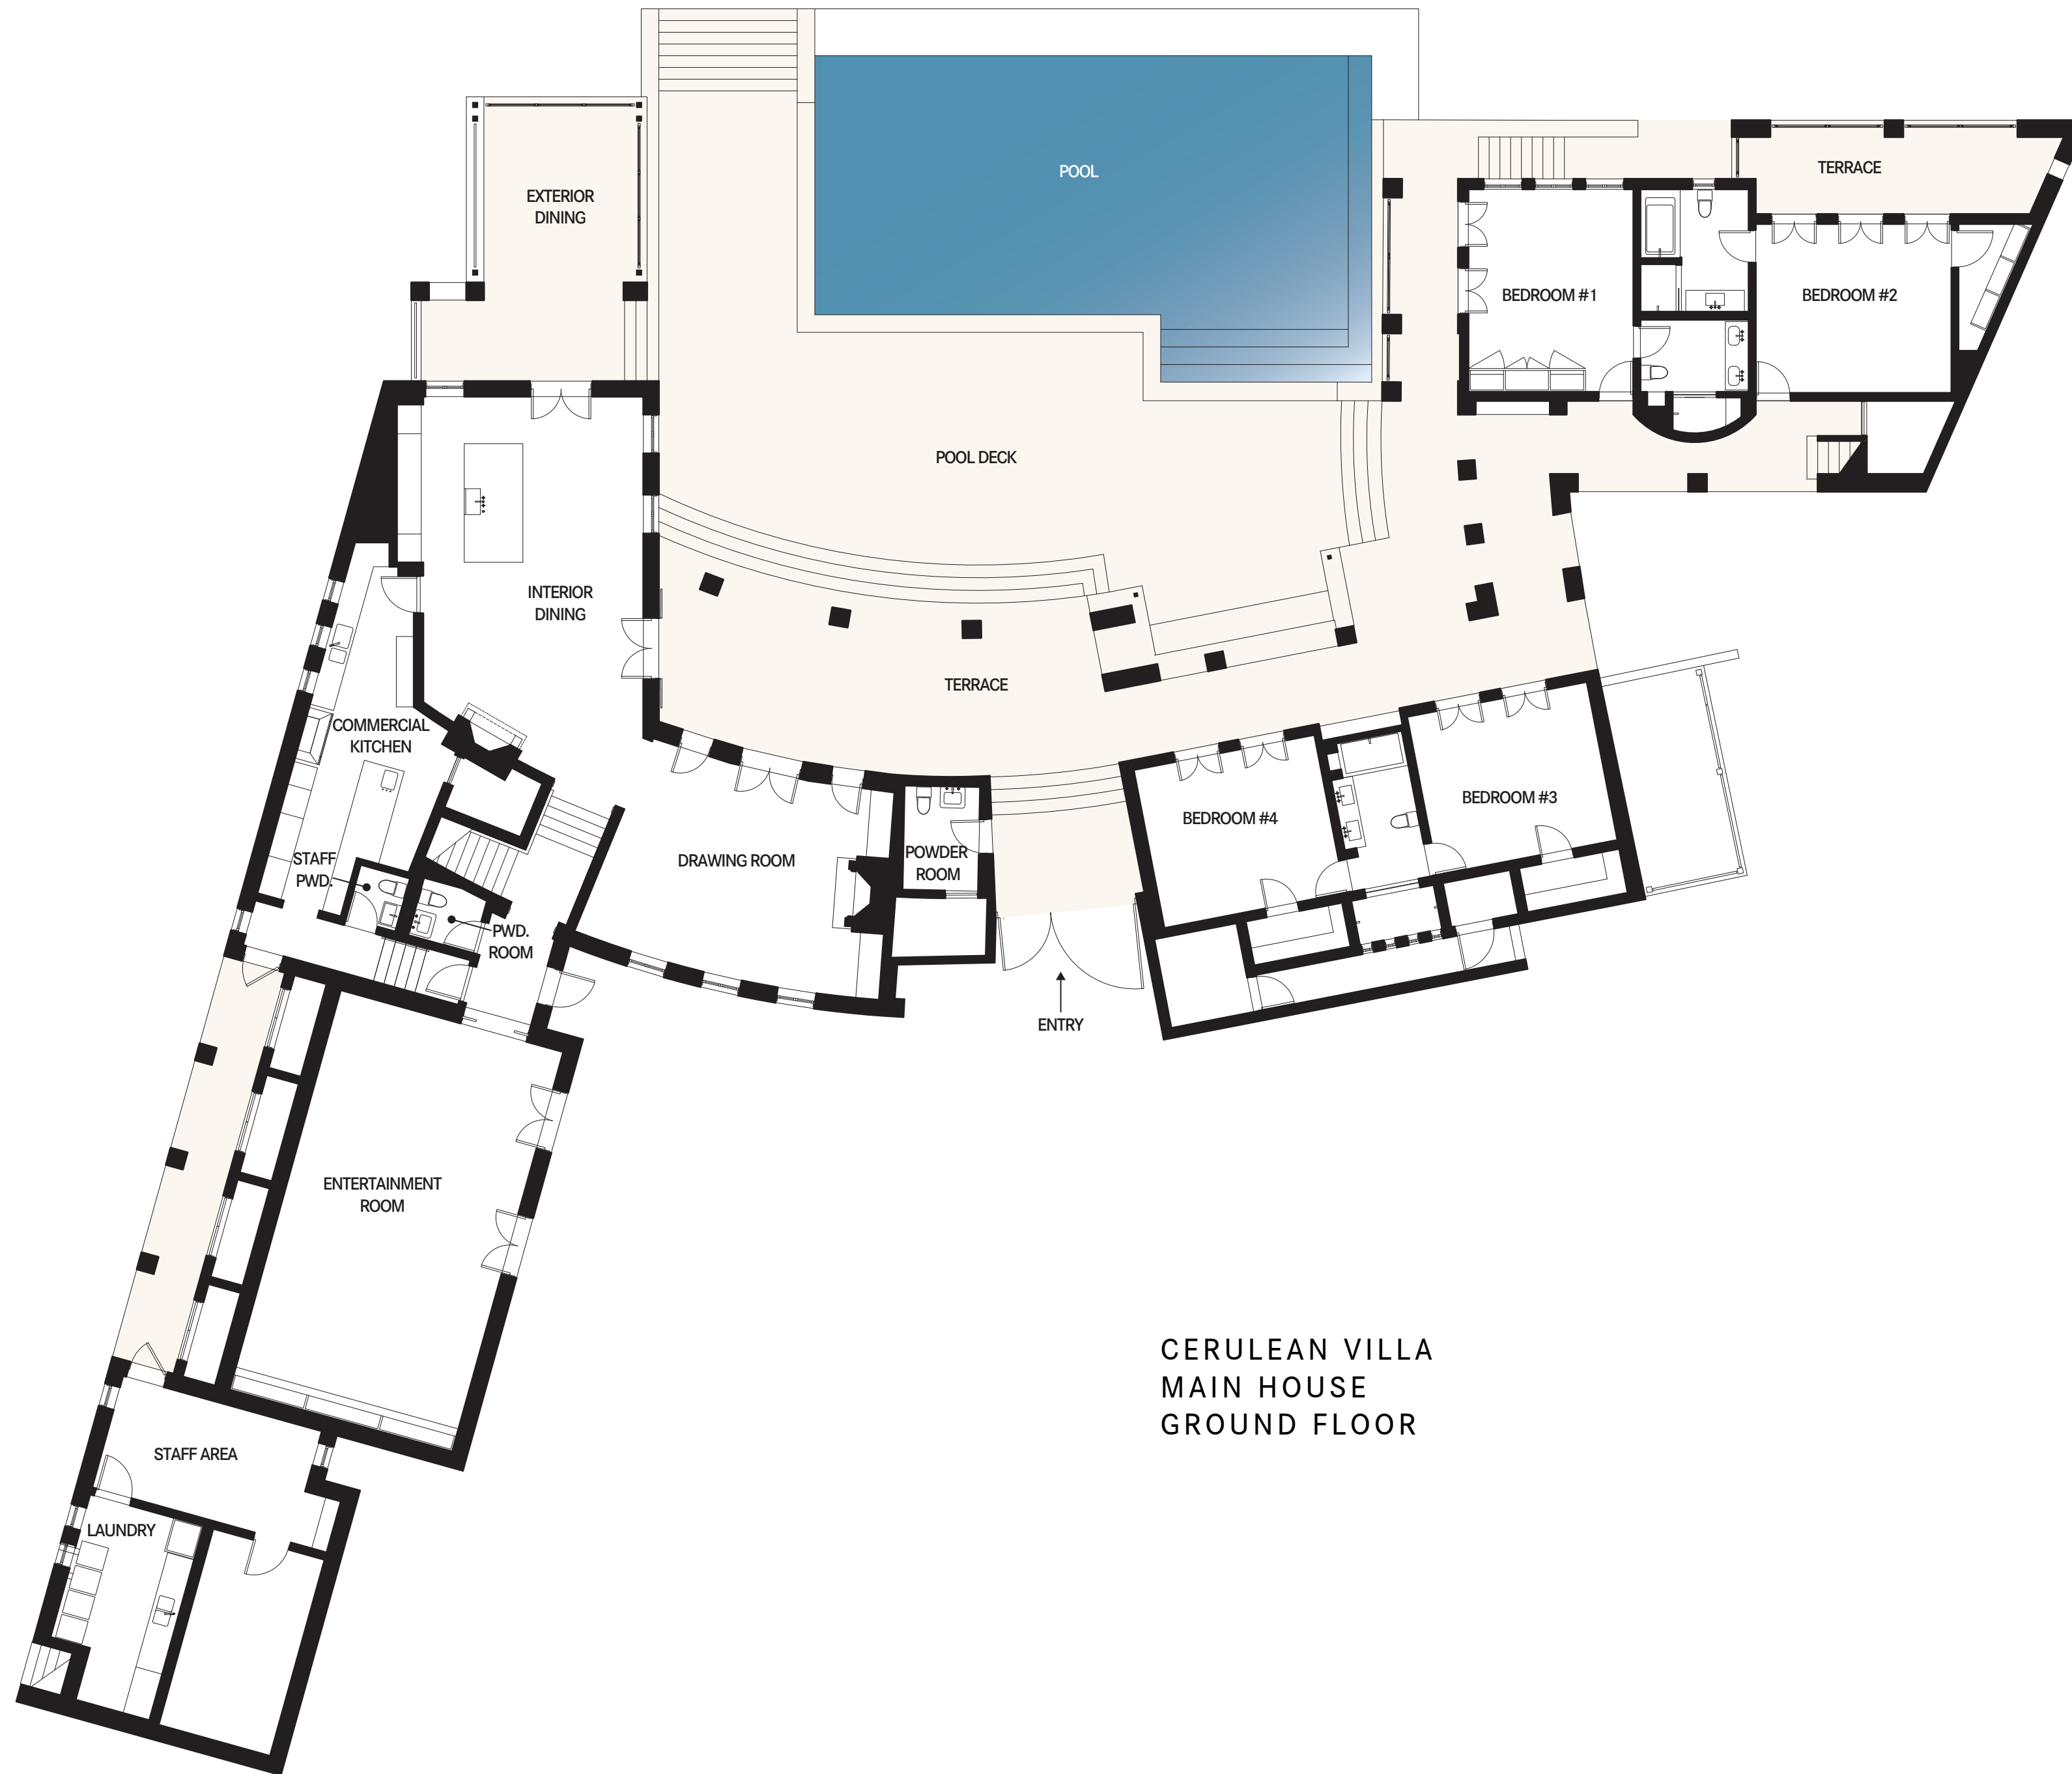 POOL
TERRACE
EXTERIOR
DINING
BEDROOM #1
BEDROOM #2
POOL DECK
INTERIOR
DINING
TERRACE
COMMERCIAL
KITCHEN
BEDROOM #3
BEDROOM #4
STAFF
PWD.
DRAWING ROOM
POWDER
ROOM
PWD.
ROOM
ENTRY
ENTERTAINMENT
ROOM
CERULEAN VILLA
MAIN HOUSE
GROUND FLOOR
STAFF AREA
LAUNDRY